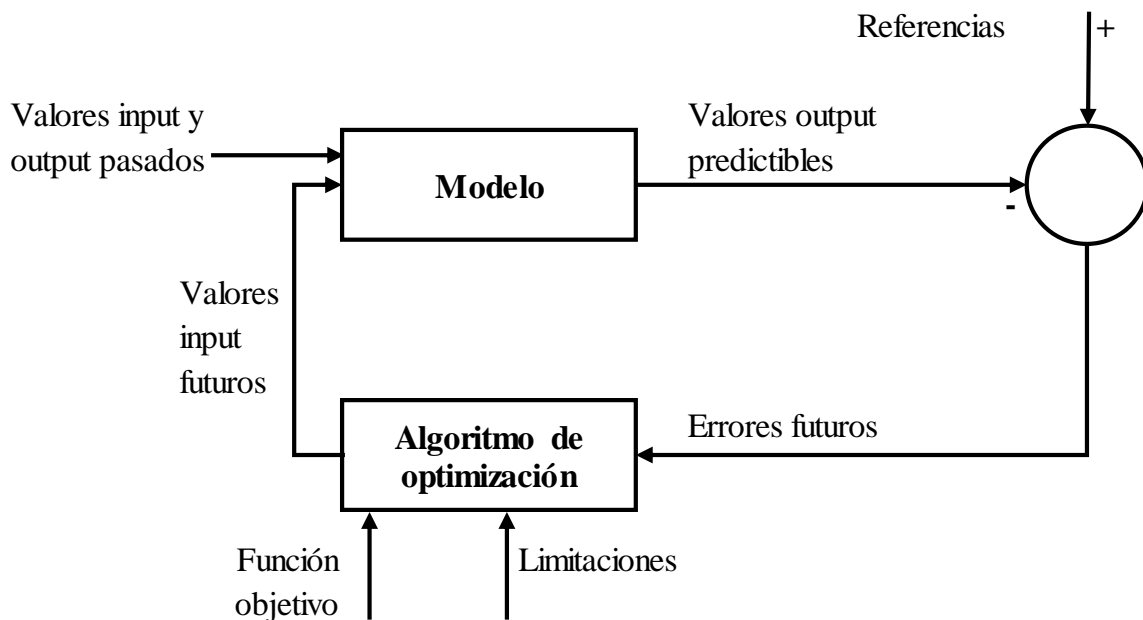 Referencias +
Valores input y
output pasados
Modelo
Valores output
predictibles
-
Valores
input
futuros
Algoritmo de
optimización
Errores futuros
Función
objetivo
Limitaciones